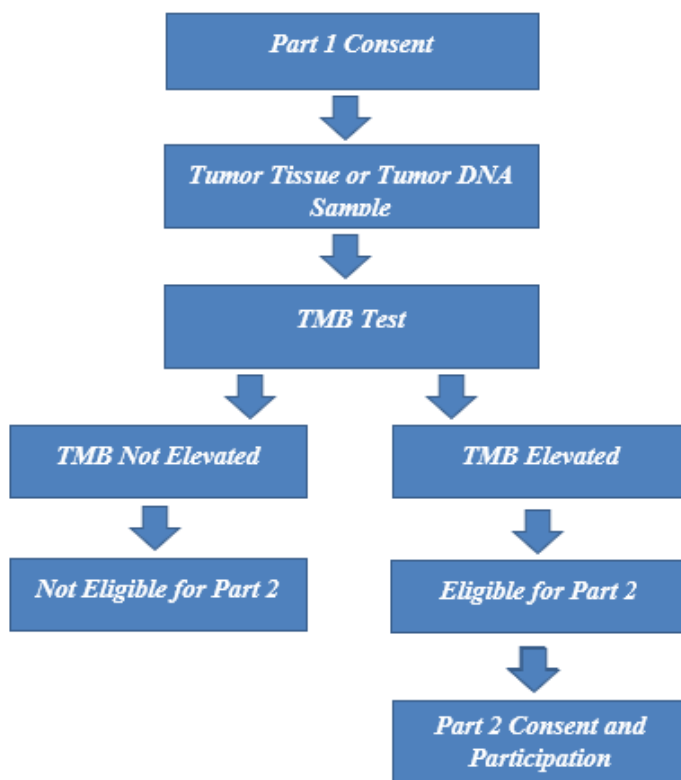 Part 1 Consent
Tumor Tissue or Tumor DNA
Sample
TMB Test
TMB Not Elevated
TMB Elevated
Not Eligible for Part 2
Eligible for Part 2
Part 2 Consent and
Participation